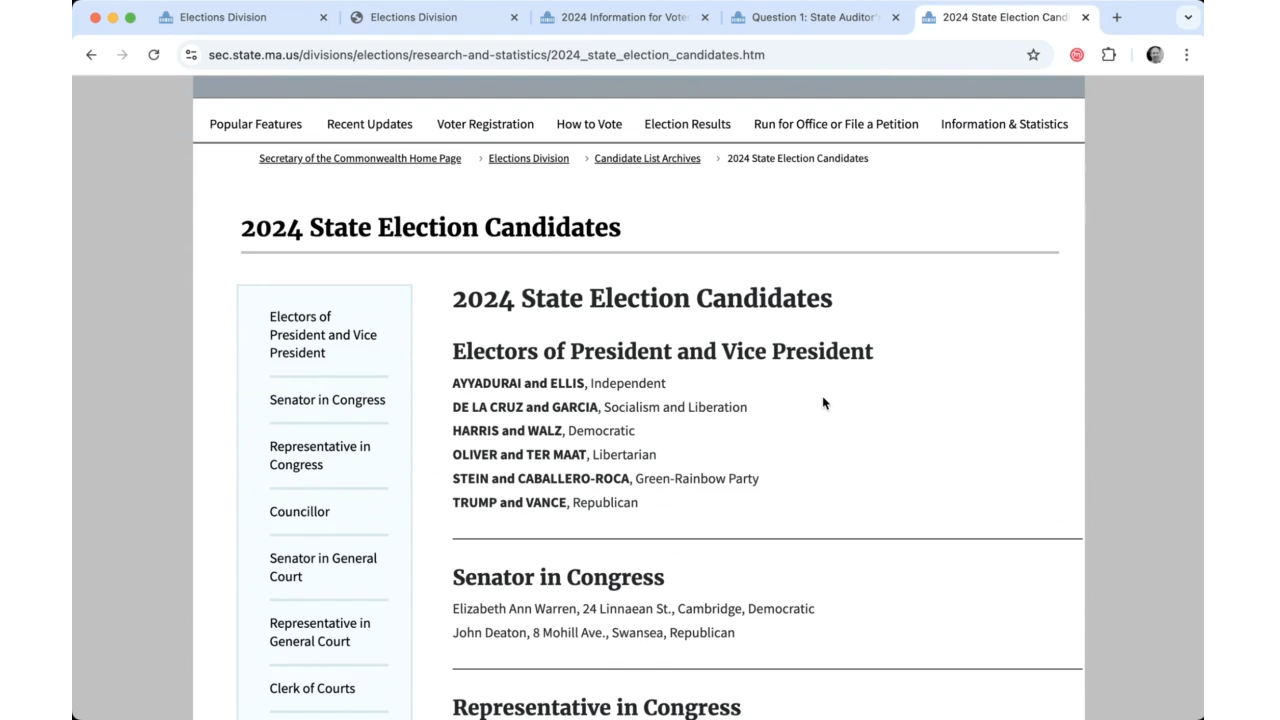 Elections Division
Elections Division
2024 Information for Voter
Question 1: State Auditor's
2024 State Election Candi
sec.state.ma.us/divisions/elections/research-and-statistics/2024_state_election_candidates.htm
Popular Features
Recent Updates
Voter Registration
How to Vote
Election Results
Run for Office or File a Petition
Information & Statistics
Secretary of the Commonwealth Home Page › Elections Division › Candidate List Archives › 2024 State Election Candidates
2024 State Election Candidates
Electors of
President and Vice
President
Senator in Congress
Representative in
Congress
Councillor
Senator in General
Court
Representative in
General Court
Clerk of Courts
2024 State Election Candidates
Electors of President and Vice President
AYYADURAI and ELLIS, Independent
DE LA CRUZ and GARCIA, Socialism and Liberation
HARRIS and WALZ, Democratic
OLIVER and TER MAAT, Libertarian
STEIN and CABALLERO-ROCA, Green-Rainbow Party
TRUMP and VANCE, Republican
Senator in Congress
Elizabeth Ann Warren, 24 Linnaean St., Cambridge, Democratic
John Deaton, 8 Mohill Ave., Swansea, Republican
Representative in Congress